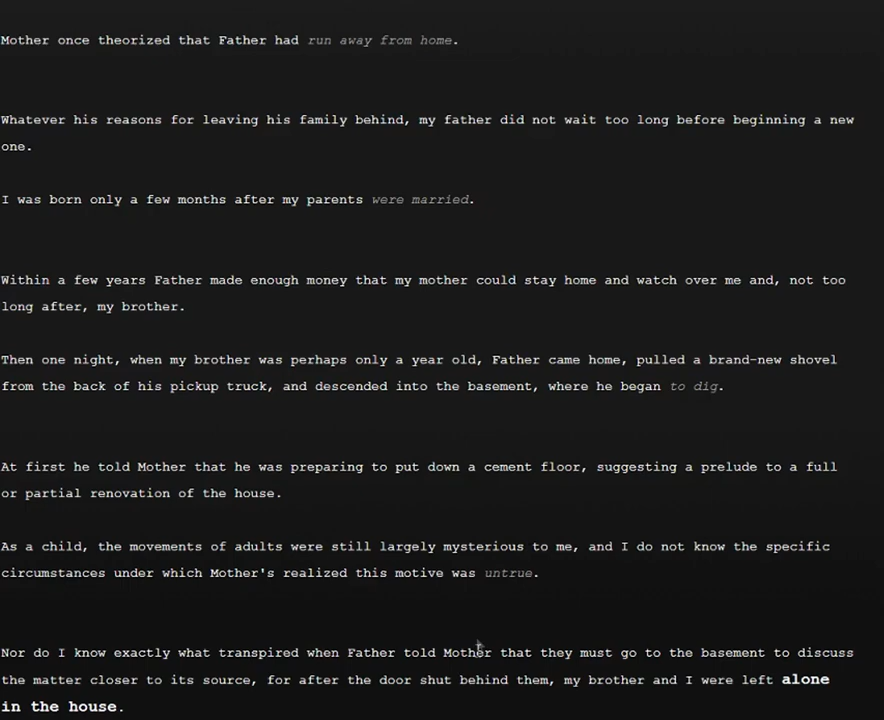 Mother once theorized that Father had run away from home.
Whatever his reasons for leaving his family behind, my father did not wait too long before beginning a new
one.
I was born only a few months after my parents were married.
Within a few years Father made enough money that my mother could stay home and watch over me and, not too
long after, my brother.
Then one night, when my brother was perhaps only a year old, Father came home, pulled a brand-new shovel
from the back of his pickup truck, and descended into the basement, where he began to dig.
At first he told Mother that he was preparing to put down a cement floor, suggesting a prelude to a full
or partial renovation of the house.
As a child, the movements of adults were still largely mysterious to me, and I do not know the specific
circumstances under which Mother's realized this motive was untrue.
Nor do I know exactly what transpired when Father told Mother that they must go to the basement to discuss
the matter closer to its source, for after the door shut behind them, my brother and I were left alone
in the house.